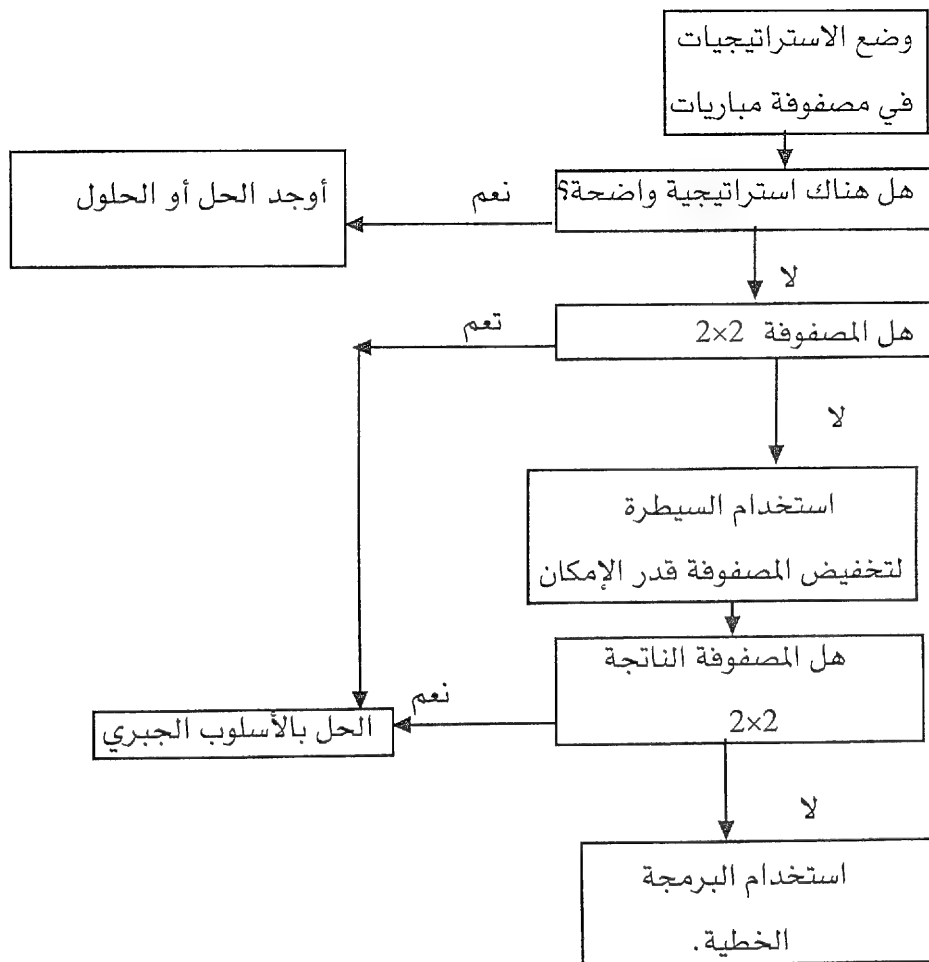 وضع الاستراتيجيات
في مصفوفة مباريات
هل هناك استراتيجية واضحة؟
نعم
أوجد الحل أو الحلول
لا
هل المصفوفة 2×2
تعم
لا
استخدام السيطرة
لتخفيض المصفوفة قدر الإمكان
هل المصفوفة الناتجة
2×2
نعم
الحل بالأسلوب الجبري
لا
استخدام البرمجة
الخطية.